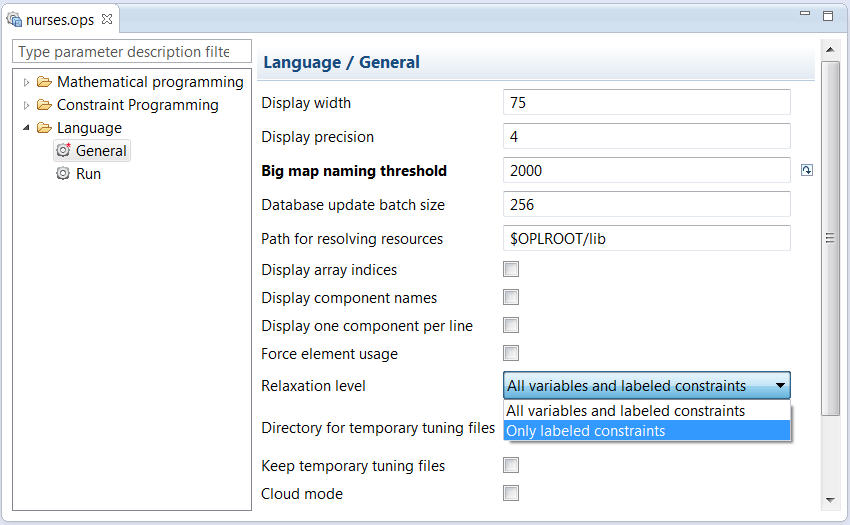 nurses.ops
Type parameter description filte
Mathematical programming
Constraint Programming
Language
General
Run
Language / General
Display width 75
Display precision 4
Big map naming threshold 2000
Database update batch size 256
Path for resolving resources $OPLROOT/lib
Display array indices
Display component names
Display one component per line
Force element usage
Relaxation level All variables and labeled constraints
All variables and labeled constraints
Only labeled constraints
Directory for temporary tuning files
Keep temporary tuning files
Cloud mode